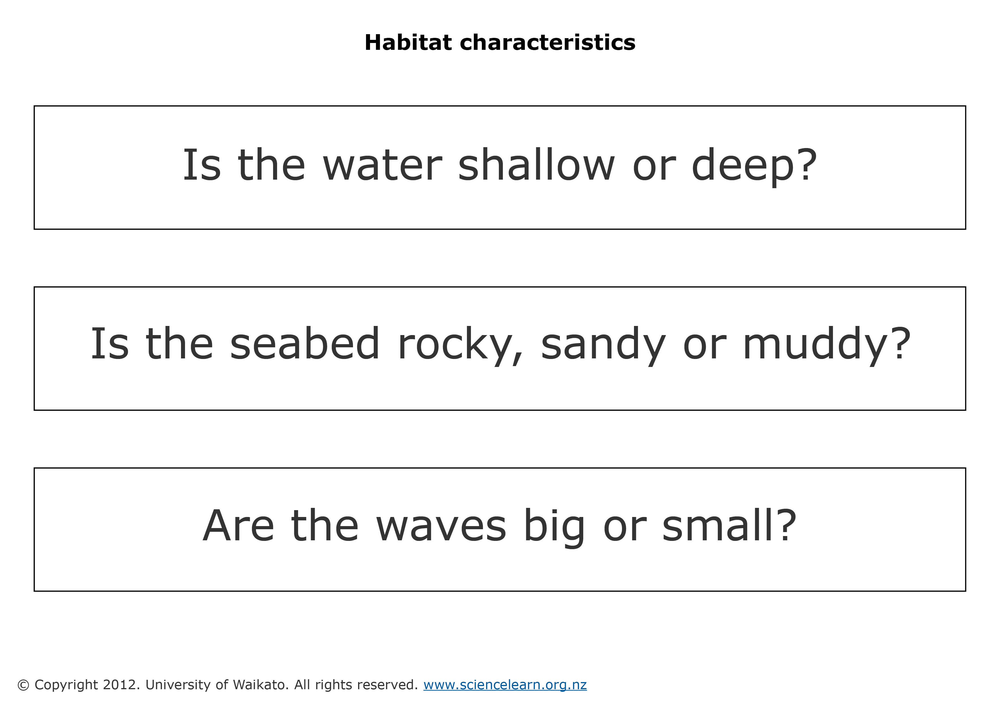 Habitat characteristics
Is the water shallow or deep?
Is the seabed rocky, sandy or muddy?
Are the waves big or small?
© Copyright 2012. University of Waikato. All rights reserved. www.sciencelearn.org.nz